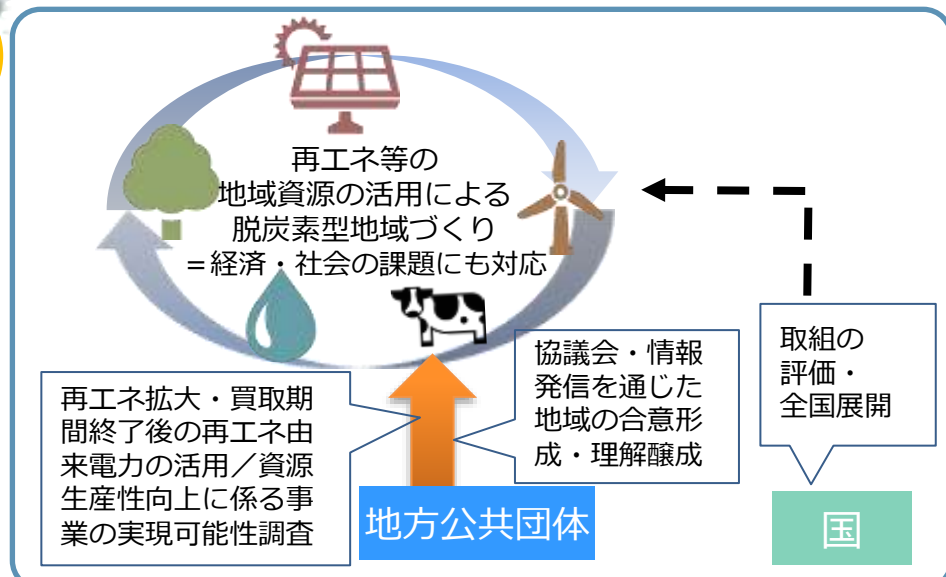 再エネ等の
地域資源の活用による
脱炭素型地域づくり
＝経済・社会の課題にも対応
再エネ拡大・買取期
間終了後の再エネ由
来電力の活用／資源
生産性向上に係る事
業の実現可能性調査
協議会・情報
発信を通じた
地域の合意形
成・理解醸成
取組の
評価・
全国展開
地方公共団体
国